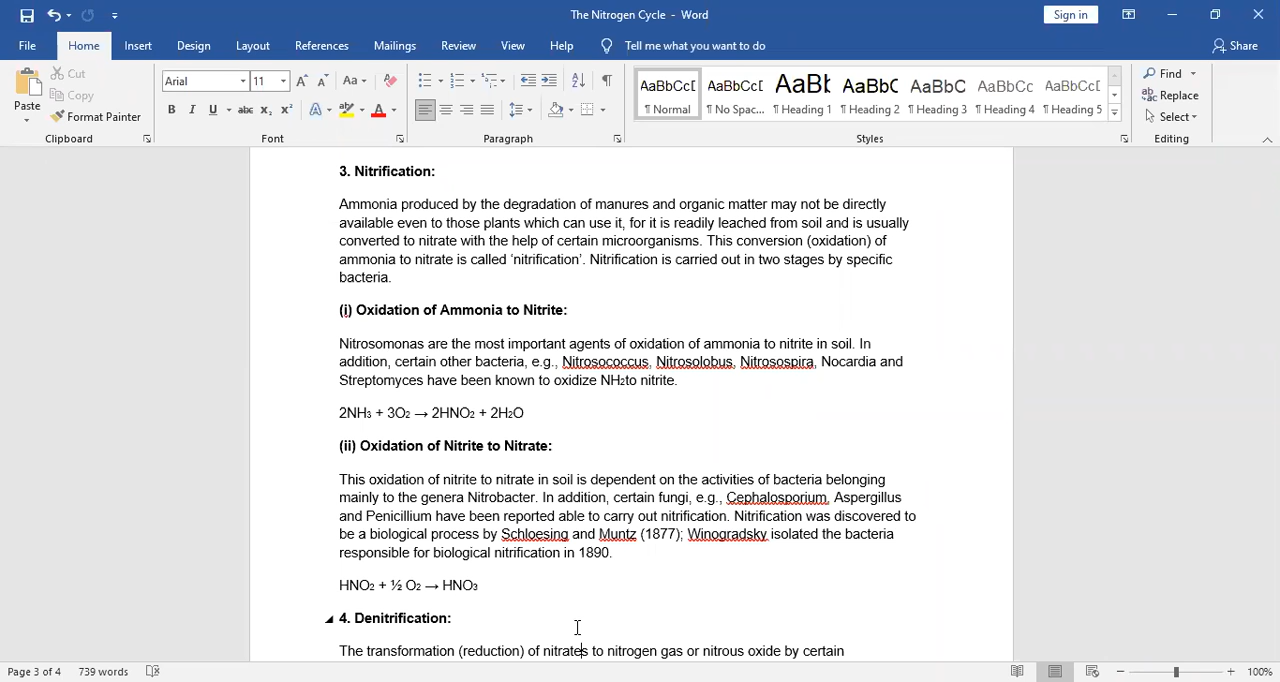 The Nitrogen Cycle - Word
Sign in
File Home Insert Design Layout References Mailings Review View Help Tell me what you want to do Share
Paste
Cut
Copy
Format Painter
Clipboard
Arial 11
Aa
B I U abc x₂ x²
Font
Paragraph
AaBbCcD AaBbCcD AaBb AaBbC AaBbC AaBbCc AaBbCcD
¶ Normal ¶ No Spac... ¶ Heading 1 ¶ Heading 2 ¶ Heading 3 ¶ Heading 4 ¶ Heading 5
Styles
Find
Replace
Select
Editing
3. Nitrification:
Ammonia produced by the degradation of manures and organic matter may not be directly
available even to those plants which can use it, for it is readily leached from soil and is usually
converted to nitrate with the help of certain microorganisms. This conversion (oxidation) of
ammonia to nitrate is called ‘nitrification’. Nitrification is carried out in two stages by specific
bacteria.
(i) Oxidation of Ammonia to Nitrite:
Nitrosomonas are the most important agents of oxidation of ammonia to nitrite in soil. In
addition, certain other bacteria, e.g., Nitrosococcus, Nitrosolobus, Nitrosospira, Nocardia and
Streptomyces have been known to oxidize NH₂to nitrite.
2NH₃ + 3O₂ → 2HNO₂ + 2H₂O
(ii) Oxidation of Nitrite to Nitrate:
This oxidation of nitrite to nitrate in soil is dependent on the activities of bacteria belonging
mainly to the genera Nitrobacter. In addition, certain fungi, e.g., Cephalosporium, Aspergillus
and Penicillium have been reported able to carry out nitrification. Nitrification was discovered to
be a biological process by Schloesing and Muntz (1877); Winogradsky isolated the bacteria
responsible for biological nitrification in 1890.
HNO₂ + ½ O₂ → HNO₃
4. Denitrification:
The transformation (reduction) of nitrates to nitrogen gas or nitrous oxide by certain
Page 3 of 4 739 words 100%